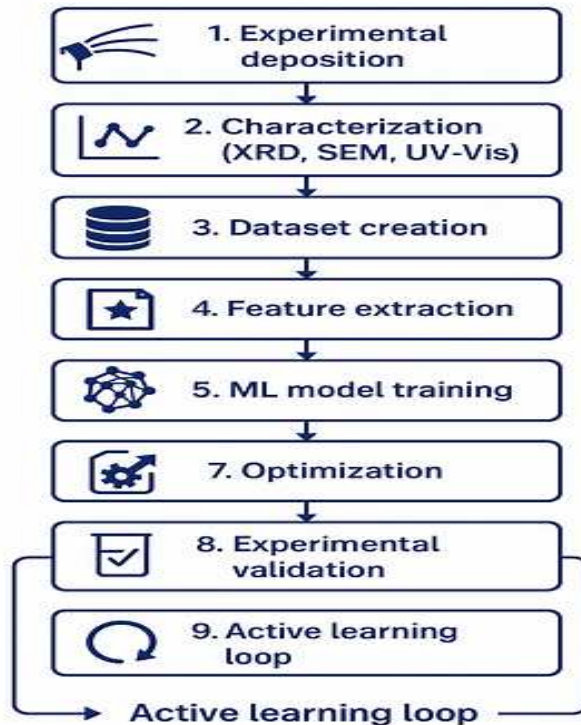 1. Experimental
deposition
2. Characterization
(XRD, SEM, UV-Vis)
3. Dataset creation
4. Feature extraction
5. ML model training
7. Optimization
8. Experimental
validation
9. Active learning
loop
Active learning loop